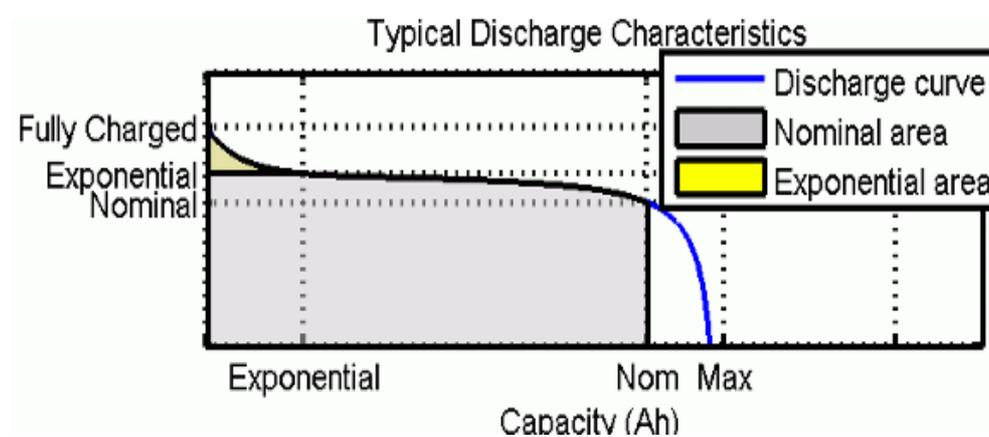 Typical Discharge Characteristics
Discharge curve
Fully Charged
Nominal area
Exponential
Exponential area
Nominal
Exponential
Nom Max
Capacity (Ah)